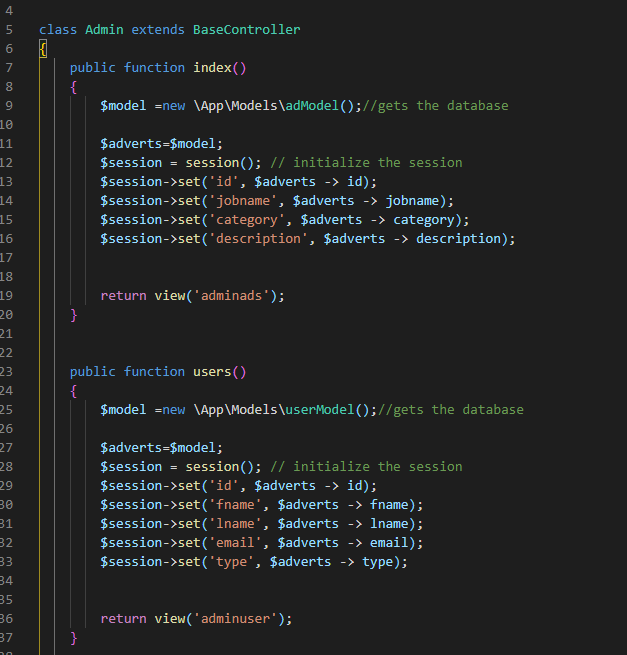 4
5 class Admin extends BaseController
6 {
7 public function index()
8 {
9 $model =new \App\Models\adModel();//gets the database
10
11 $adverts=$model;
12 $session = session(); // initialize the session
13 $session->set('id', $adverts -> id);
14 $session->set('jobname', $adverts -> jobname);
15 $session->set('category', $adverts -> category);
16 $session->set('description', $adverts -> description);
17
18
19 return view('adminads');
20 }
21
22
23 public function users()
24 {
25 $model =new \App\Models\userModel();//gets the database
26
27 $adverts=$model;
28 $session = session(); // initialize the session
29 $session->set('id', $adverts -> id);
30 $session->set('fname', $adverts -> fname);
31 $session->set('lname', $adverts -> lname);
32 $session->set('email', $adverts -> email);
33 $session->set('type', $adverts -> type);
34
35
36 return view('adminuser');
37 }